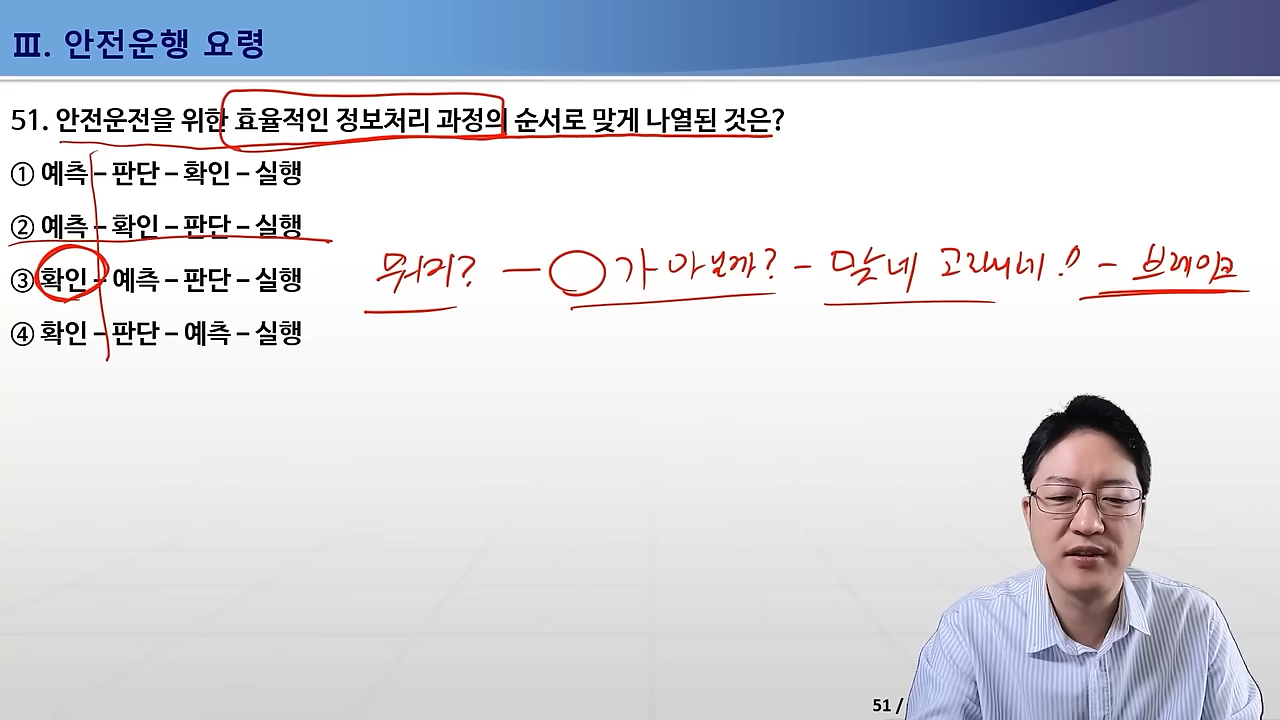 Ⅲ. 안전운행 요령
51. 안전운전을 위한 효율적인 정보처리 과정의 순서로 맞게 나열된 것은?
① 예측 – 판단 – 확인 – 실행
② 예측 – 확인 – 판단 – 실행
③ 확인 – 예측 – 판단 – 실행
④ 확인 – 판단 – 예측 – 실행
뭐지? – ○가 아닐까? – 맞네 고라니네! – 브레이크
51 /